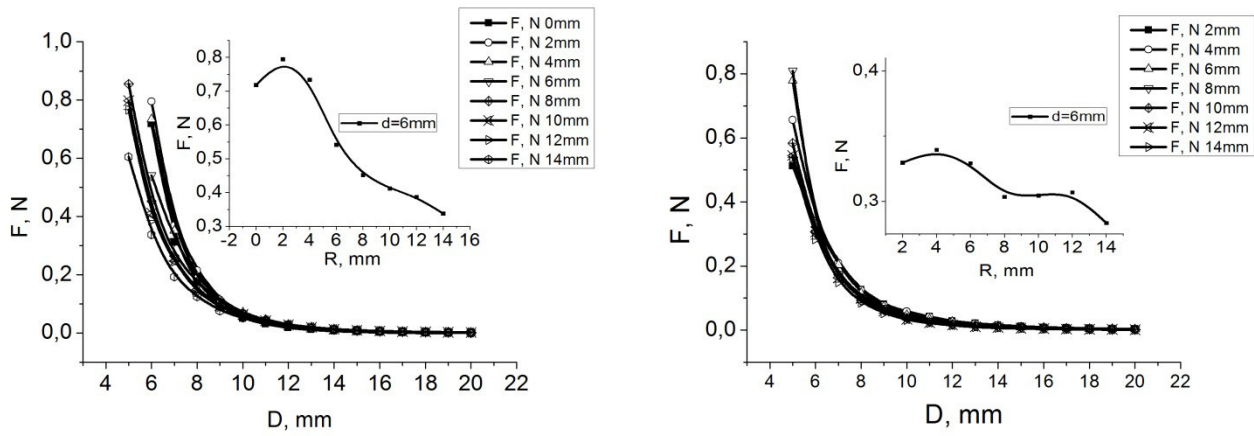 F, N
1,0
0,8
0,6
0,4
0,2
0,0
4 6 8 10 12 14 16 18 20 22
D, mm
F, N
0,8
0,7
0,6
0,5
0,4
0,3
-2 0 2 4 6 8 10 12 14 16
R, mm
d=6mm
F, N 0mm
F, N 2mm
F, N 4mm
F, N 6mm
F, N 8mm
F, N 10mm
F, N 12mm
F, N 14mm
F, N
0,8
0,6
0,4
0,2
0,0
4 6 8 10 12 14 16 18 20 22
D, mm
F, N
0,4
0,3
2 4 6 8 10 12 14
R, mm
d=6mm
F, N 2mm
F, N 4mm
F, N 6mm
F, N 8mm
F, N 10mm
F, N 12mm
F, N 14mm